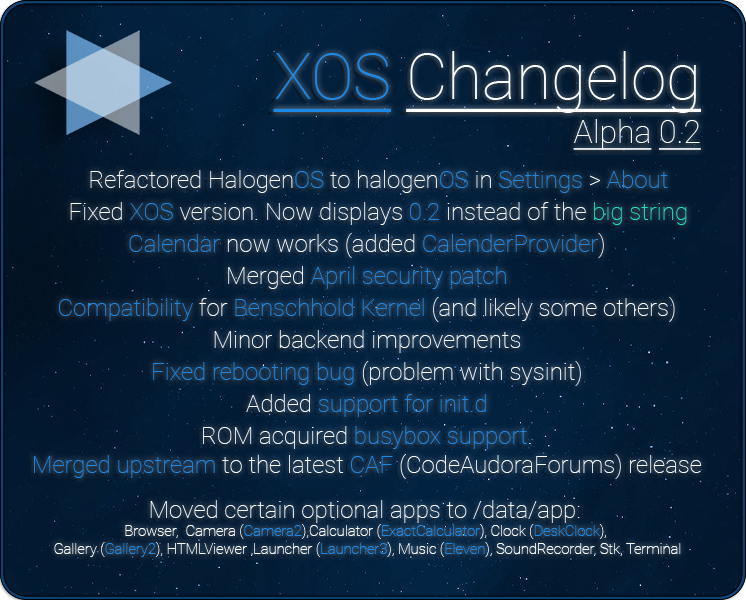 XOS Changelog
Alpha 0.2
Refactored HalogenOS to halogenOS in Settings > About
Fixed XOS version. Now displays 0.2 instead of the big string
Calendar now works (added CalenderProvider)
Merged April security patch
Compatibility for Benschhold Kernel (and likely some others)
Minor backend improvements
Fixed rebooting bug (problem with sysinit)
Added support for init.d
ROM acquired busybox support.
Merged upstream to the latest CAF (CodeAudoraForums) release
Moved certain optional apps to /data/app:
Browser, Camera (Camera2),Calculator (ExactCalculator), Clock (DeskClock),
Gallery (Gallery2), HTMLViewer ,Launcher (Launcher3), Music (Eleven), SoundRecorder, Stk, Terminal